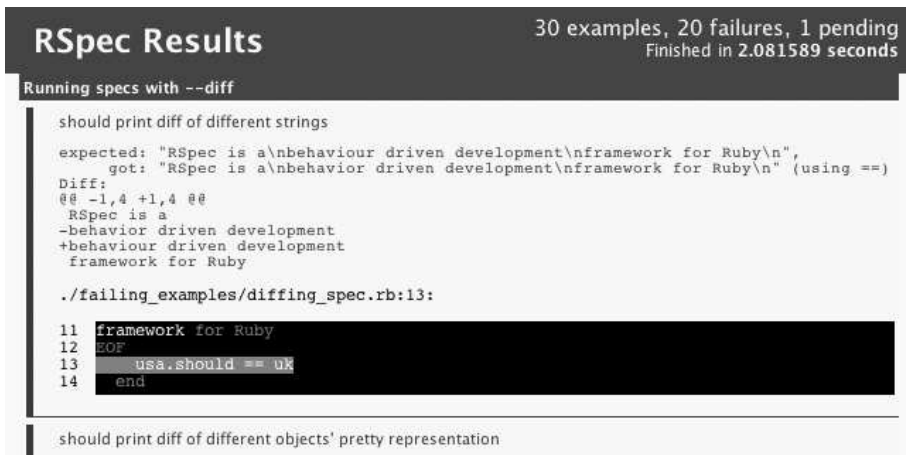 RSpec Results
30 examples, 20 failures, 1 pending
Finished in 2.081589 seconds
Running specs with --diff
should print diff of different strings
expected: "RSpec is a\nbehaviour driven development\nframework for Ruby\n",
got: "RSpec is a\nbehavior driven development\nframework for Ruby\n" (using ==)
Diff:
@@ -1,4 +1,4 @@
RSpec is a
-behavior driven development
+behaviour driven development
framework for Ruby
./failing_examples/diffing_spec.rb:13:
11 framework for Ruby
12 EOF
13 usa.should == uk
14 end
should print diff of different objects' pretty representation